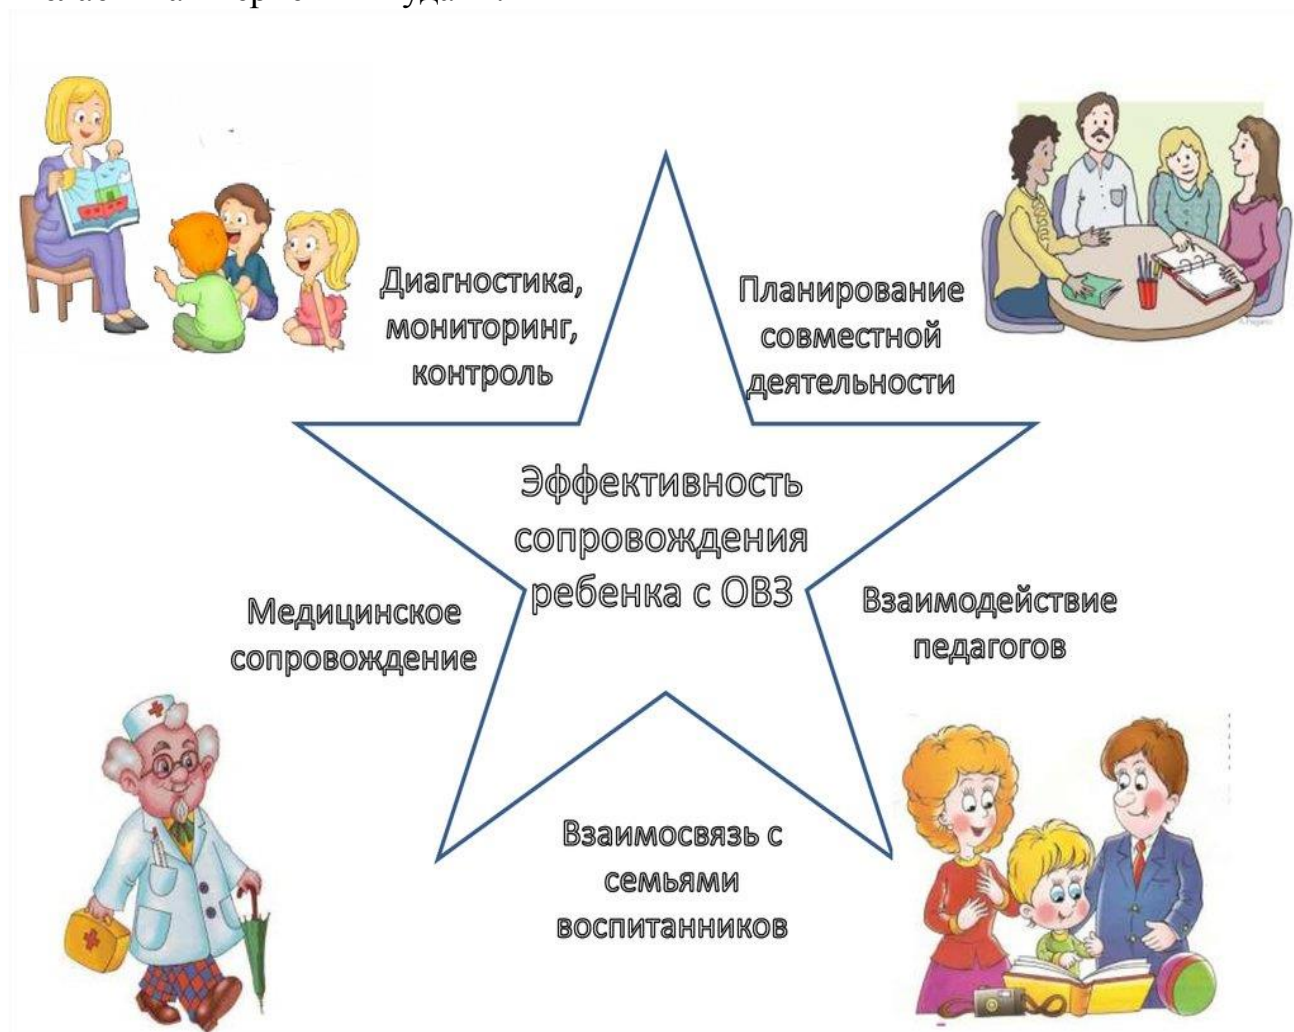 Диагностика,
мониторинг,
контроль
Планирование
совместной
деятельности
Эффективность
сопровождения
ребенка с ОВЗ
Медицинское
сопровождение
Взаимодействие
педагогов
Взаимосвязь с
семьями
воспитанников